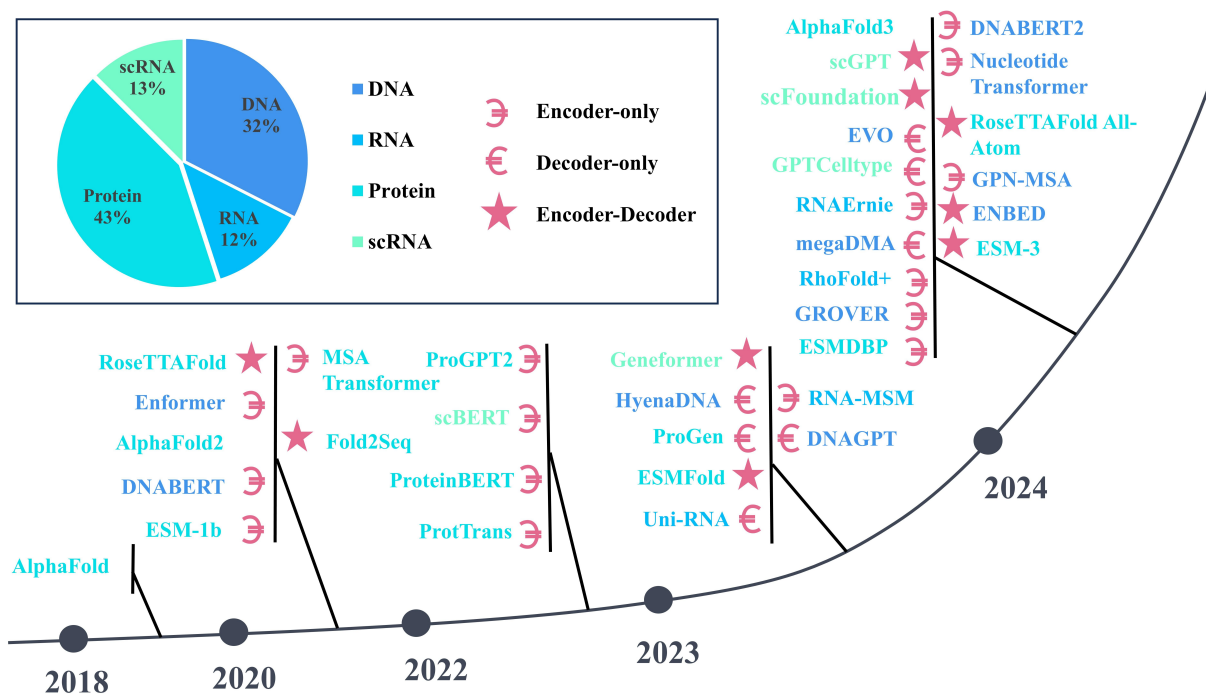 scRNA
13%
DNA
32%
Protein
43%
RNA
12%
DNA
RNA
Protein
scRNA
Encoder-only
Decoder-only
Encoder-Decoder
AlphaFold3
scGPT
scFoundation
EVO
GPTCelltype
RNAErnie
megaDMA
RhoFold+
GROVER
ESMDBP
DNABERT2
Nucleotide
Transformer
RoseTTAFold All-
Atom
GPN-MSA
ENBED
ESM-3
RoseTTAFold
Enformer
AlphaFold2
DNABERT
ESM-1b
MSA
Transformer
Fold2Seq
ProGPT2
scBERT
ProteinBERT
ProtTrans
Geneformer
HyenaDNA
ProGen
ESMFold
Uni-RNA
RNA-MSM
DNAGPT
AlphaFold
2018
2020
2022
2023
2024